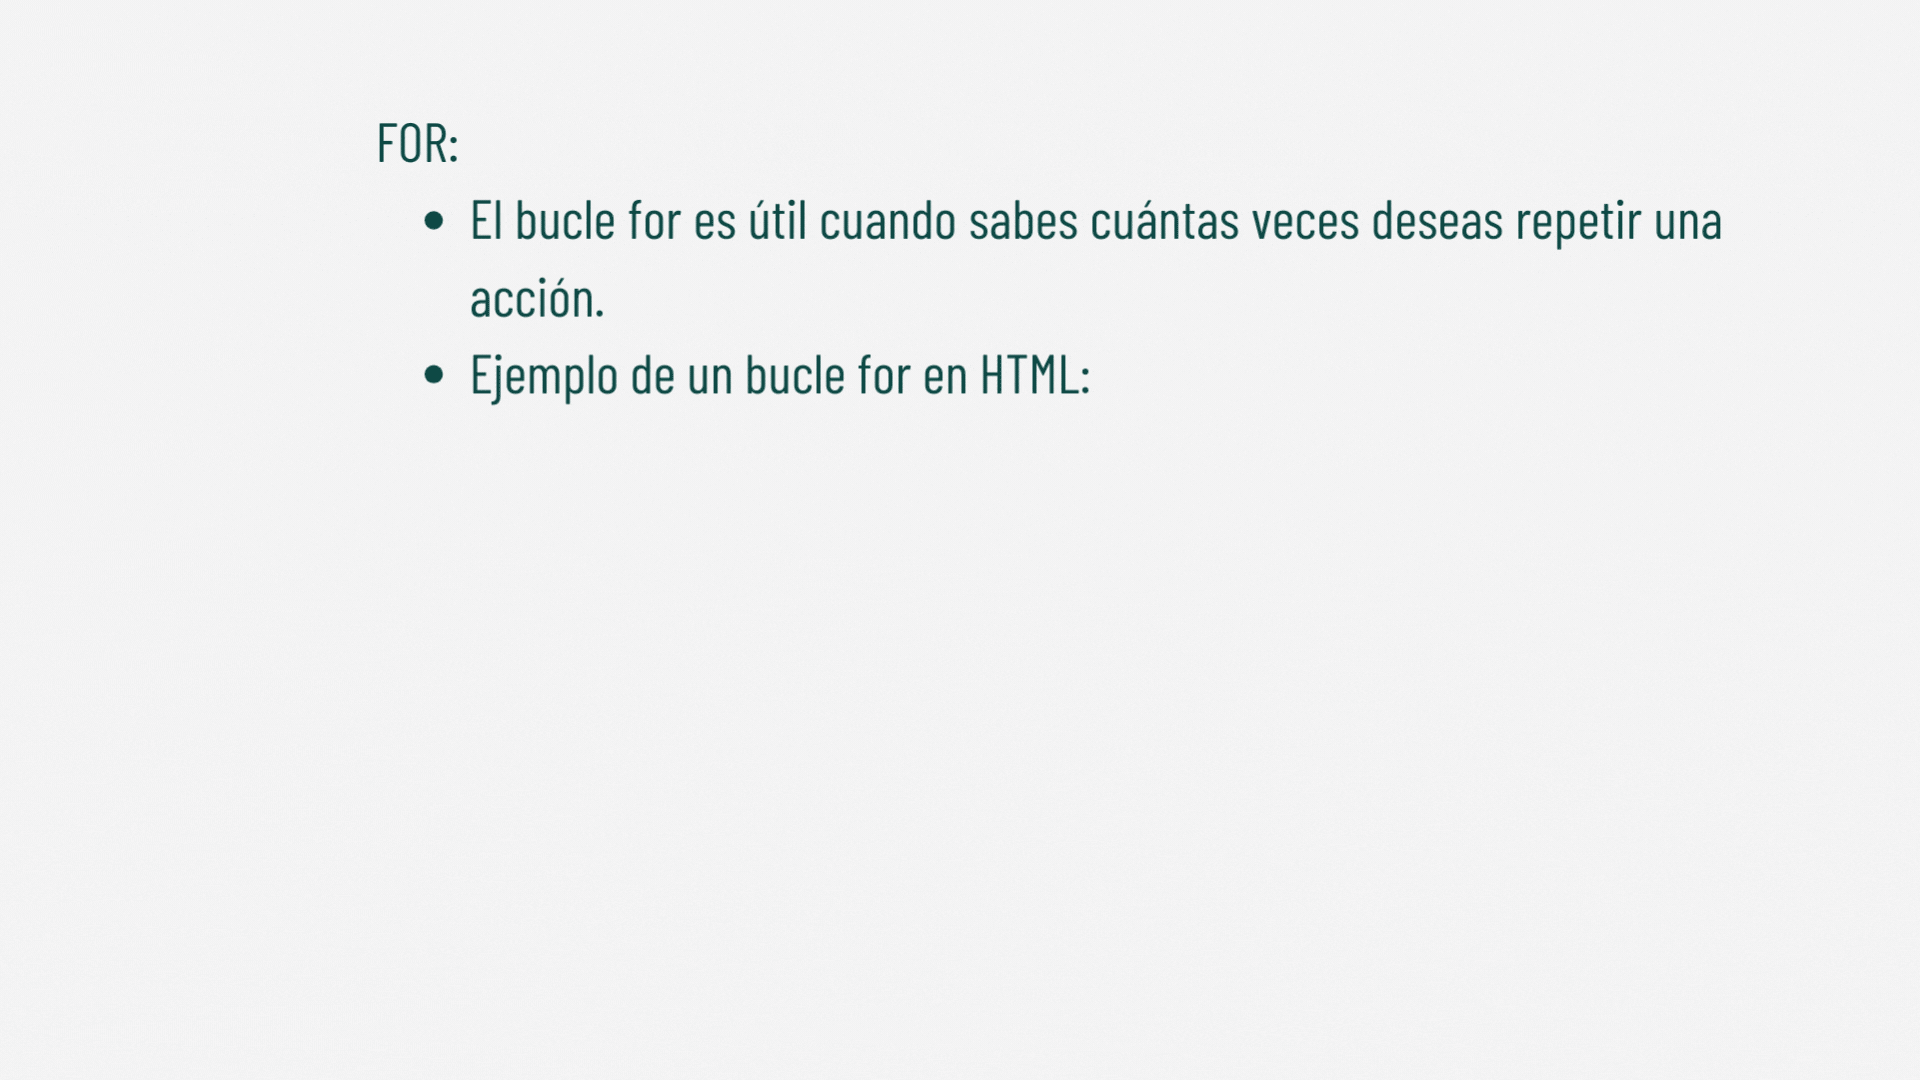 FOR:
• El bucle for es útil cuando sabes cuántas veces deseas repetir una
acción.
• Ejemplo de un bucle for en HTML: